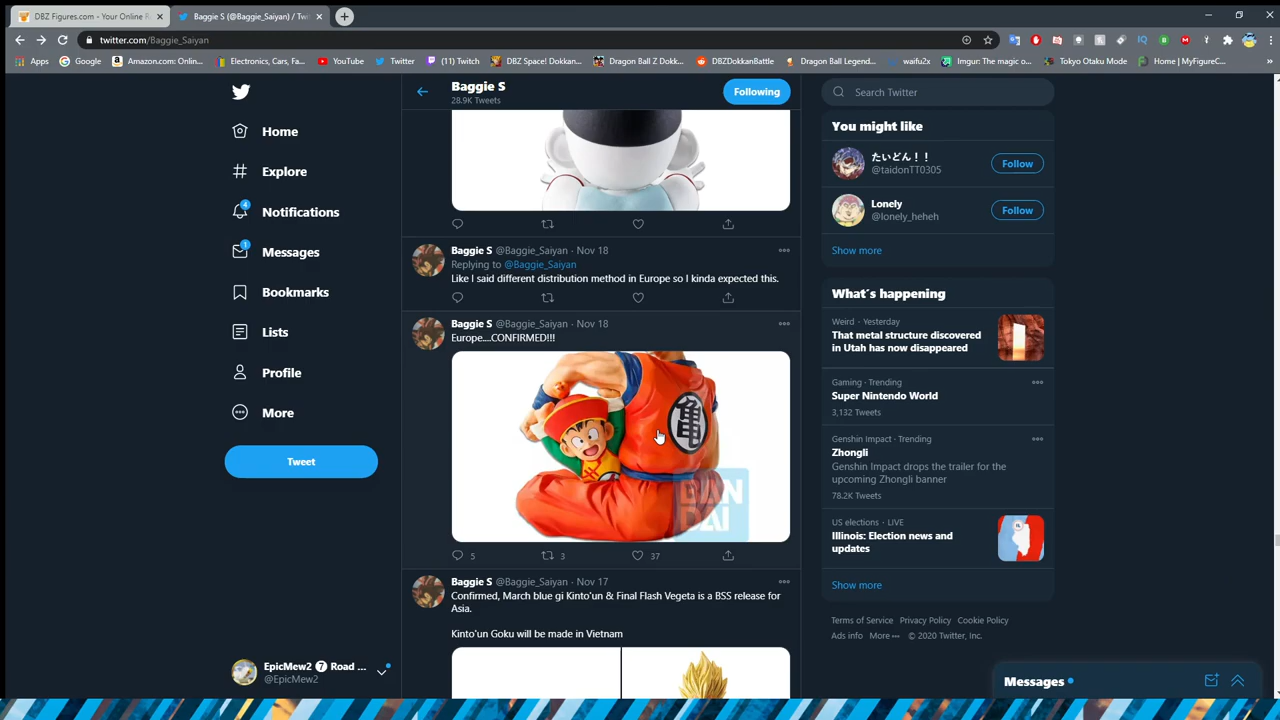 DBZ Figures.com - Your Online R
Baggie S (@Baggie_Saiyan) / Twi
twitter.com/Baggie_Saiyan
Apps
Google
Amazon.com: Onlin...
Electronics, Cars, Fa...
YouTube
Twitter
(11) Twitch
DBZ Space! Dokkan...
Dragon Ball Z Dokk...
DBZDokkanBattle
Dragon Ball Legend...
waifu2x
Imgur: The magic o...
Tokyo Otaku Mode
Home | MyFigureC...
Home
Explore
4
Notifications
1
Messages
Bookmarks
Lists
Profile
More
Tweet
EpicMew2 7 Road ...
@EpicMew2
Baggie S
28.9K Tweets
Following
Baggie S @Baggie_Saiyan · Nov 18
Replying to @Baggie_Saiyan
Like I said different distribution method in Europe so I kinda expected this.
Baggie S @Baggie_Saiyan · Nov 18
Europe....CONFIRMED!!!
亀
BAN
DAI
5
3
37
Baggie S @Baggie_Saiyan · Nov 17
Confirmed, March blue gi Kinto'un & Final Flash Vegeta is a BSS release for
Asia.
Kinto'un Goku will be made in Vietnam
Search Twitter
You might like
たいどん！！
@taidonTT0305
Follow
Lonely
@lonely_heheh
Follow
Show more
What's happening
Weird · Yesterday
That metal structure discovered
in Utah has now disappeared
Gaming · Trending
Super Nintendo World
3,132 Tweets
Genshin Impact · Trending
Zhongli
Genshin Impact drops the trailer for the
upcoming Zhongli banner
78.2K Tweets
US elections · LIVE
Illinois: Election news and
updates
Show more
Terms of Service Privacy Policy Cookie Policy
Ads info More ··· © 2020 Twitter, Inc.
Messages